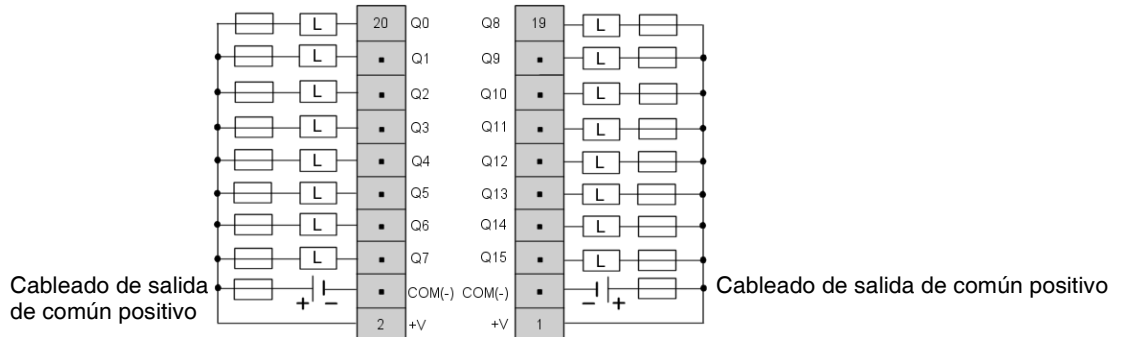 L 20 Q0 Q8 19 L
L Q1 Q9 L
L Q2 Q10 L
L Q3 Q11 L
L Q4 Q12 L
L Q5 Q13 L
L Q6 Q14 L
L Q7 Q15 L
Cableado de salida
de común positivo
+ − COM(-) COM(-) − +
Cableado de salida de común positivo
2 +V +V 1